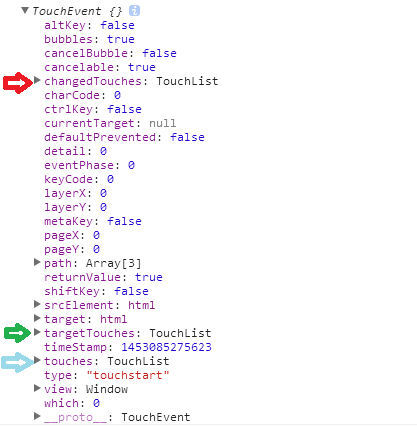 TouchEvent {}
altKey: false
bubbles: true
cancelBubble: false
cancelable: true
changedTouches: TouchList
charCode: 0
ctrlKey: false
currentTarget: null
defaultPrevented: false
detail: 0
eventPhase: 0
keyCode: 0
layerX: 0
layerY: 0
metaKey: false
pageX: 0
pageY: 0
path: Array[3]
returnValue: true
shiftKey: false
srcElement: html
target: html
targetTouches: TouchList
timeStamp: 1453085275623
touches: TouchList
type: "touchstart"
view: Window
which: 0
__proto__: TouchEvent